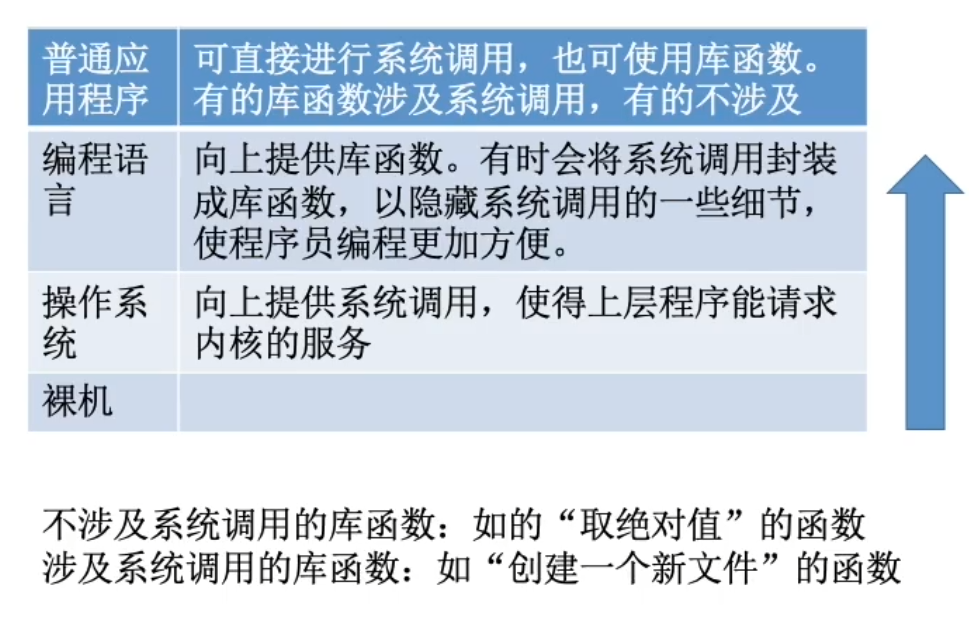 普通应
用程序
可直接进行系统调用，也可使用库函数。
有的库函数涉及系统调用，有的不涉及
编程语
言
向上提供库函数。有时会将系统调用封装
成库函数，以隐藏系统调用的一些细节，
使程序员编程更加方便。
操作系
统
向上提供系统调用，使得上层程序能请求
内核的服务
裸机
不涉及系统调用的库函数：如的“取绝对值”的函数
涉及系统调用的库函数：如“创建一个新文件”的函数